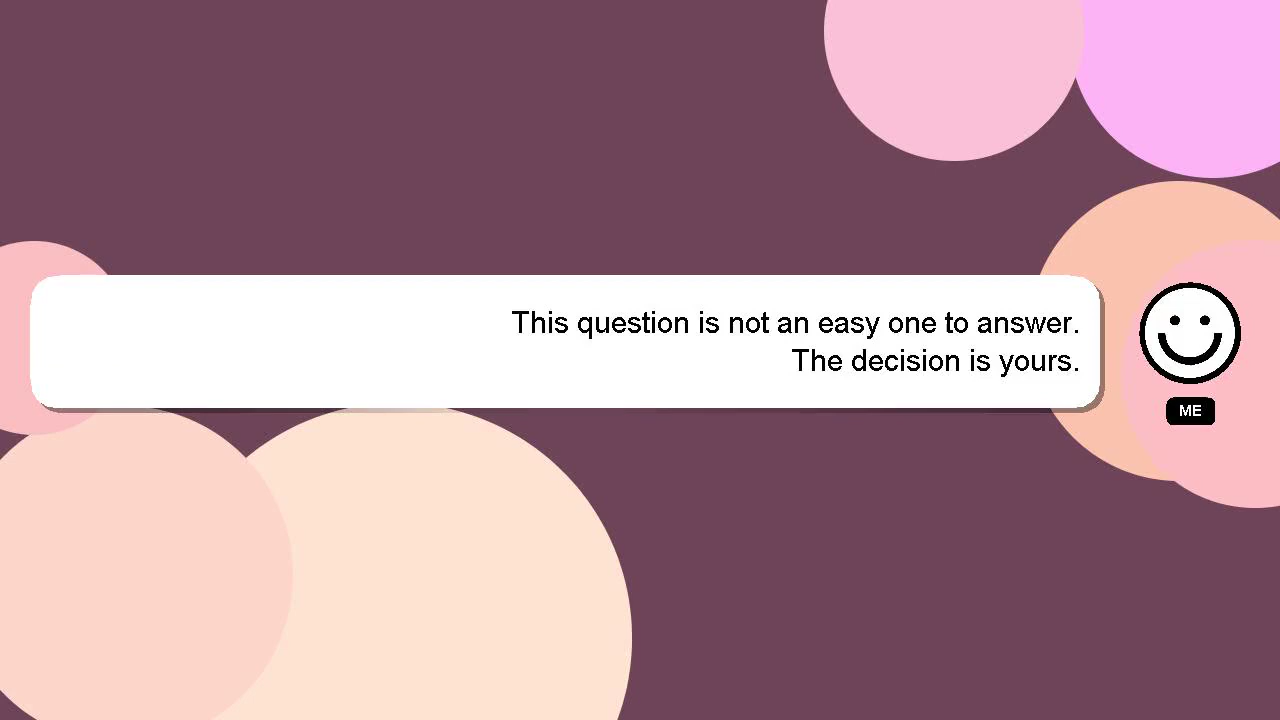 This question is not an easy one to answer.
The decision is yours.
ME